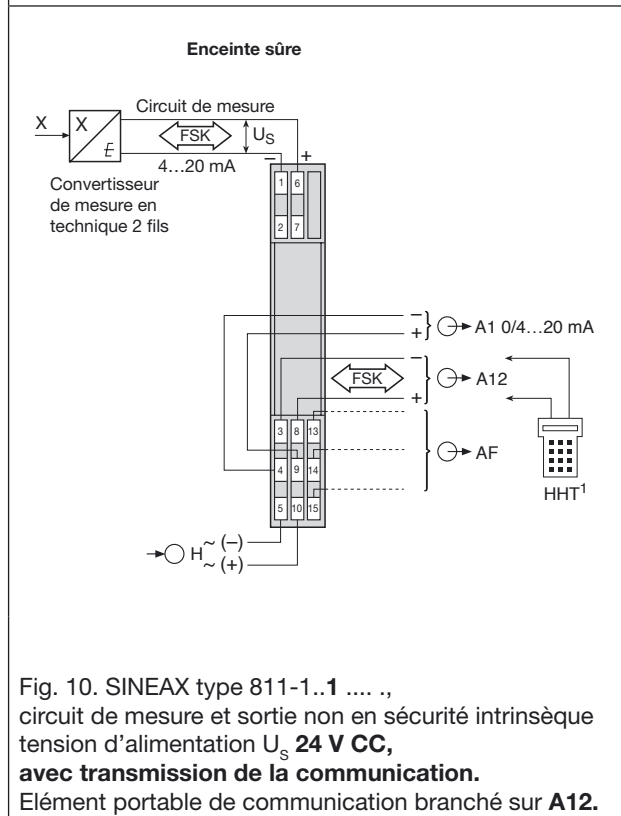 Enceinte sûre
Circuit de mesure
X
X
E
FSK
U_S
– +
4...20 mA
Convertisseur
de mesure en
technique 2 fils
1 6
2 7
–
+
A1 0/4...20 mA
–
FSK
A12
+
3 8 13
4 9 14
AF
5 10 15
HHT¹
H ~ (–)
~ (+)
Fig. 10. SINEAX type 811-1..1 .... .,
circuit de mesure et sortie non en sécurité intrinsèque
tension d'alimentation U_S 24 V CC,
avec transmission de la communication.
Elément portable de communication branché sur A12.